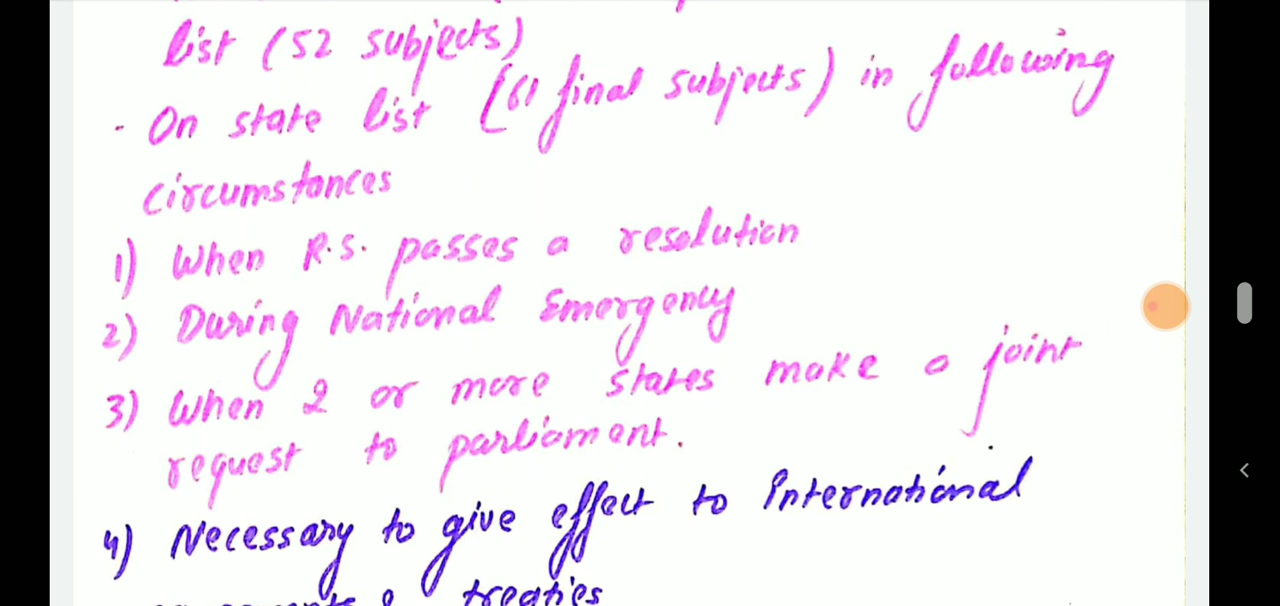 list (52 subjects)
- On state list (61 final subjects) in following
circumstances
1) When R.S. passes a resolution
2) During National Emergency
3) When 2 or more states make a joint
request to parliament.
4) Necessary to give effect to International
& treaties